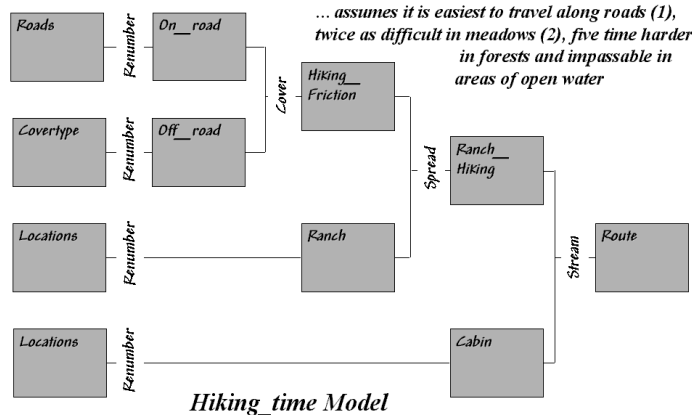 ... assumes it is easiest to travel along roads (1),
twice as difficult in meadows (2), five time harder
in forests and impassable in
areas of open water
Roads
Renumber
On__road
Cover
Hiking__
Friction
Covertype
Renumber
Off__road
Spread
Ranch__
Hiking
Locations
Renumber
Ranch
Stream
Route
Locations
Renumber
Cabin
Hiking_time Model